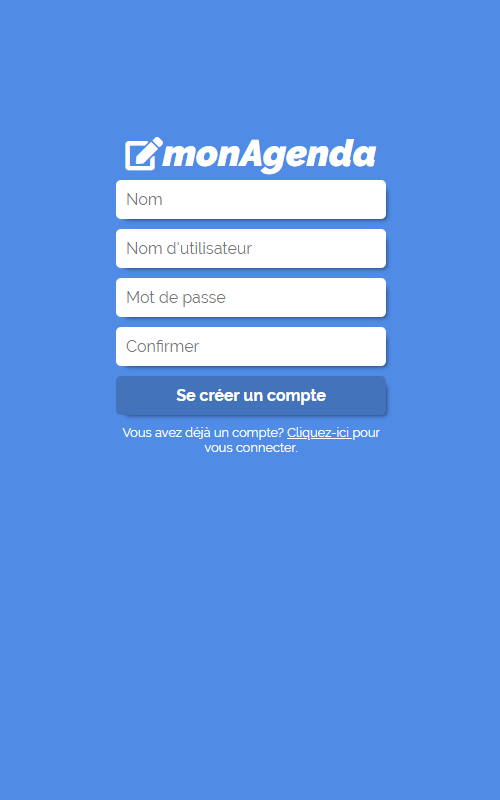 monAgenda
Nom
Nom d'utilisateur
Mot de passe
Confirmer
Se créer un compte
Vous avez déjà un compte? Cliquez-ici pour
vous connecter.